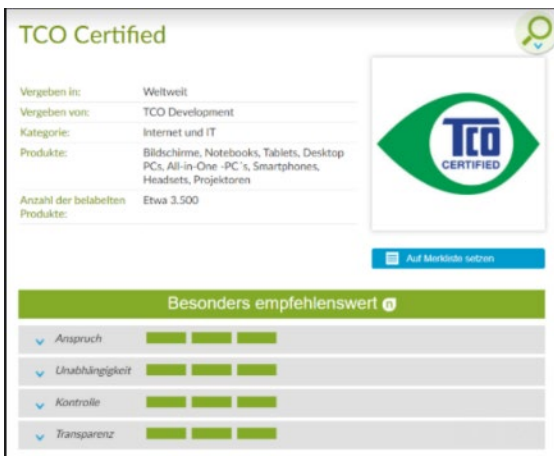 TCO Certified
Vergeben in: Weltweit
Vergeben von: TCO Development
Kategorie: Internet und IT
Produkte: Bildschirme, Notebooks, Tablets, Desktop
PCs, All-in-One -PC`s, Smartphones,
Headsets, Projektoren
Anzahl der belabelten Etwa 3.500
Produkte:
TCO
CERTIFIED
Auf Merkliste setzen
Besonders empfehlenswert n
Anspruch
Unabhängigkeit
Kontrolle
Transparenz